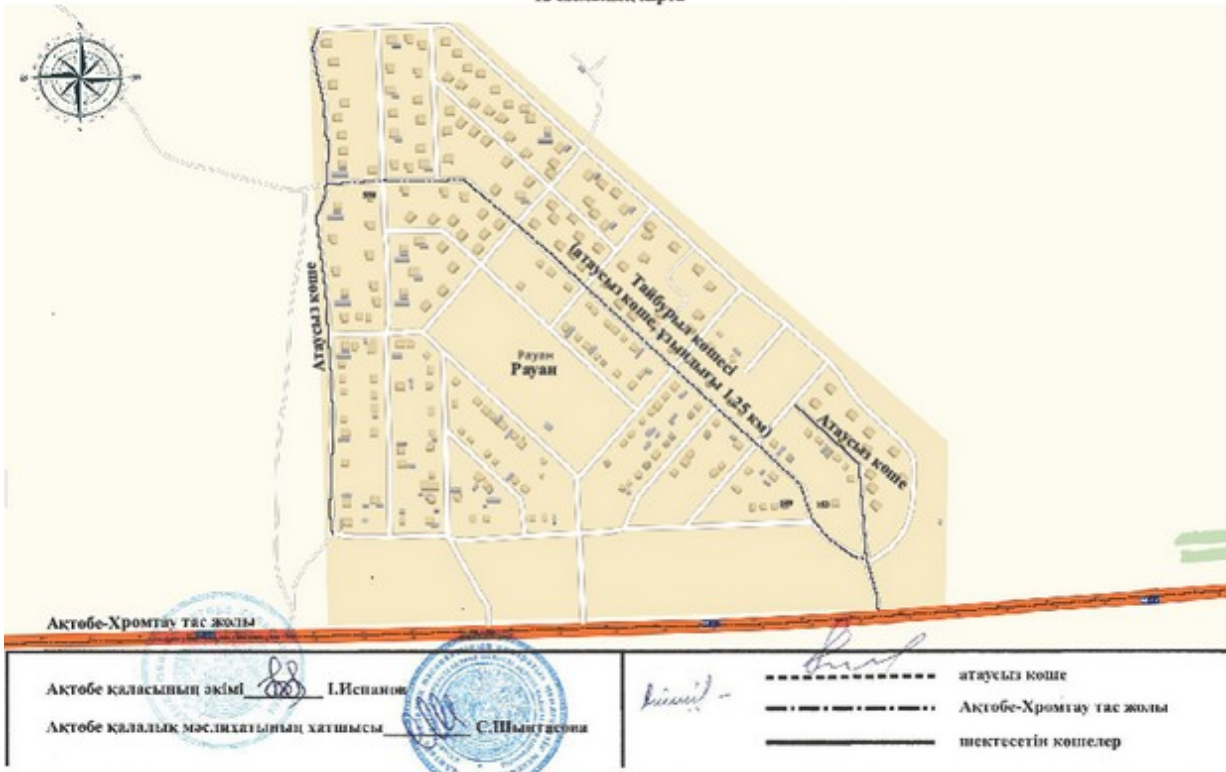 Атаусыз көше
Рауан
Рауан
Тайбурыл көшесі
(атаусыз көше, ұзындығы 1,25 км)
Атаусыз көше
Ақтөбе-Хромтау тас жолы
Ақтөбе қаласының әкімі І.Испанов
Ақтөбе қалалық мәслихатының хатшысы С.Шынтасова
атаусыз көше
Ақтөбе-Хромтау тас жолы
шектесетін көшелер